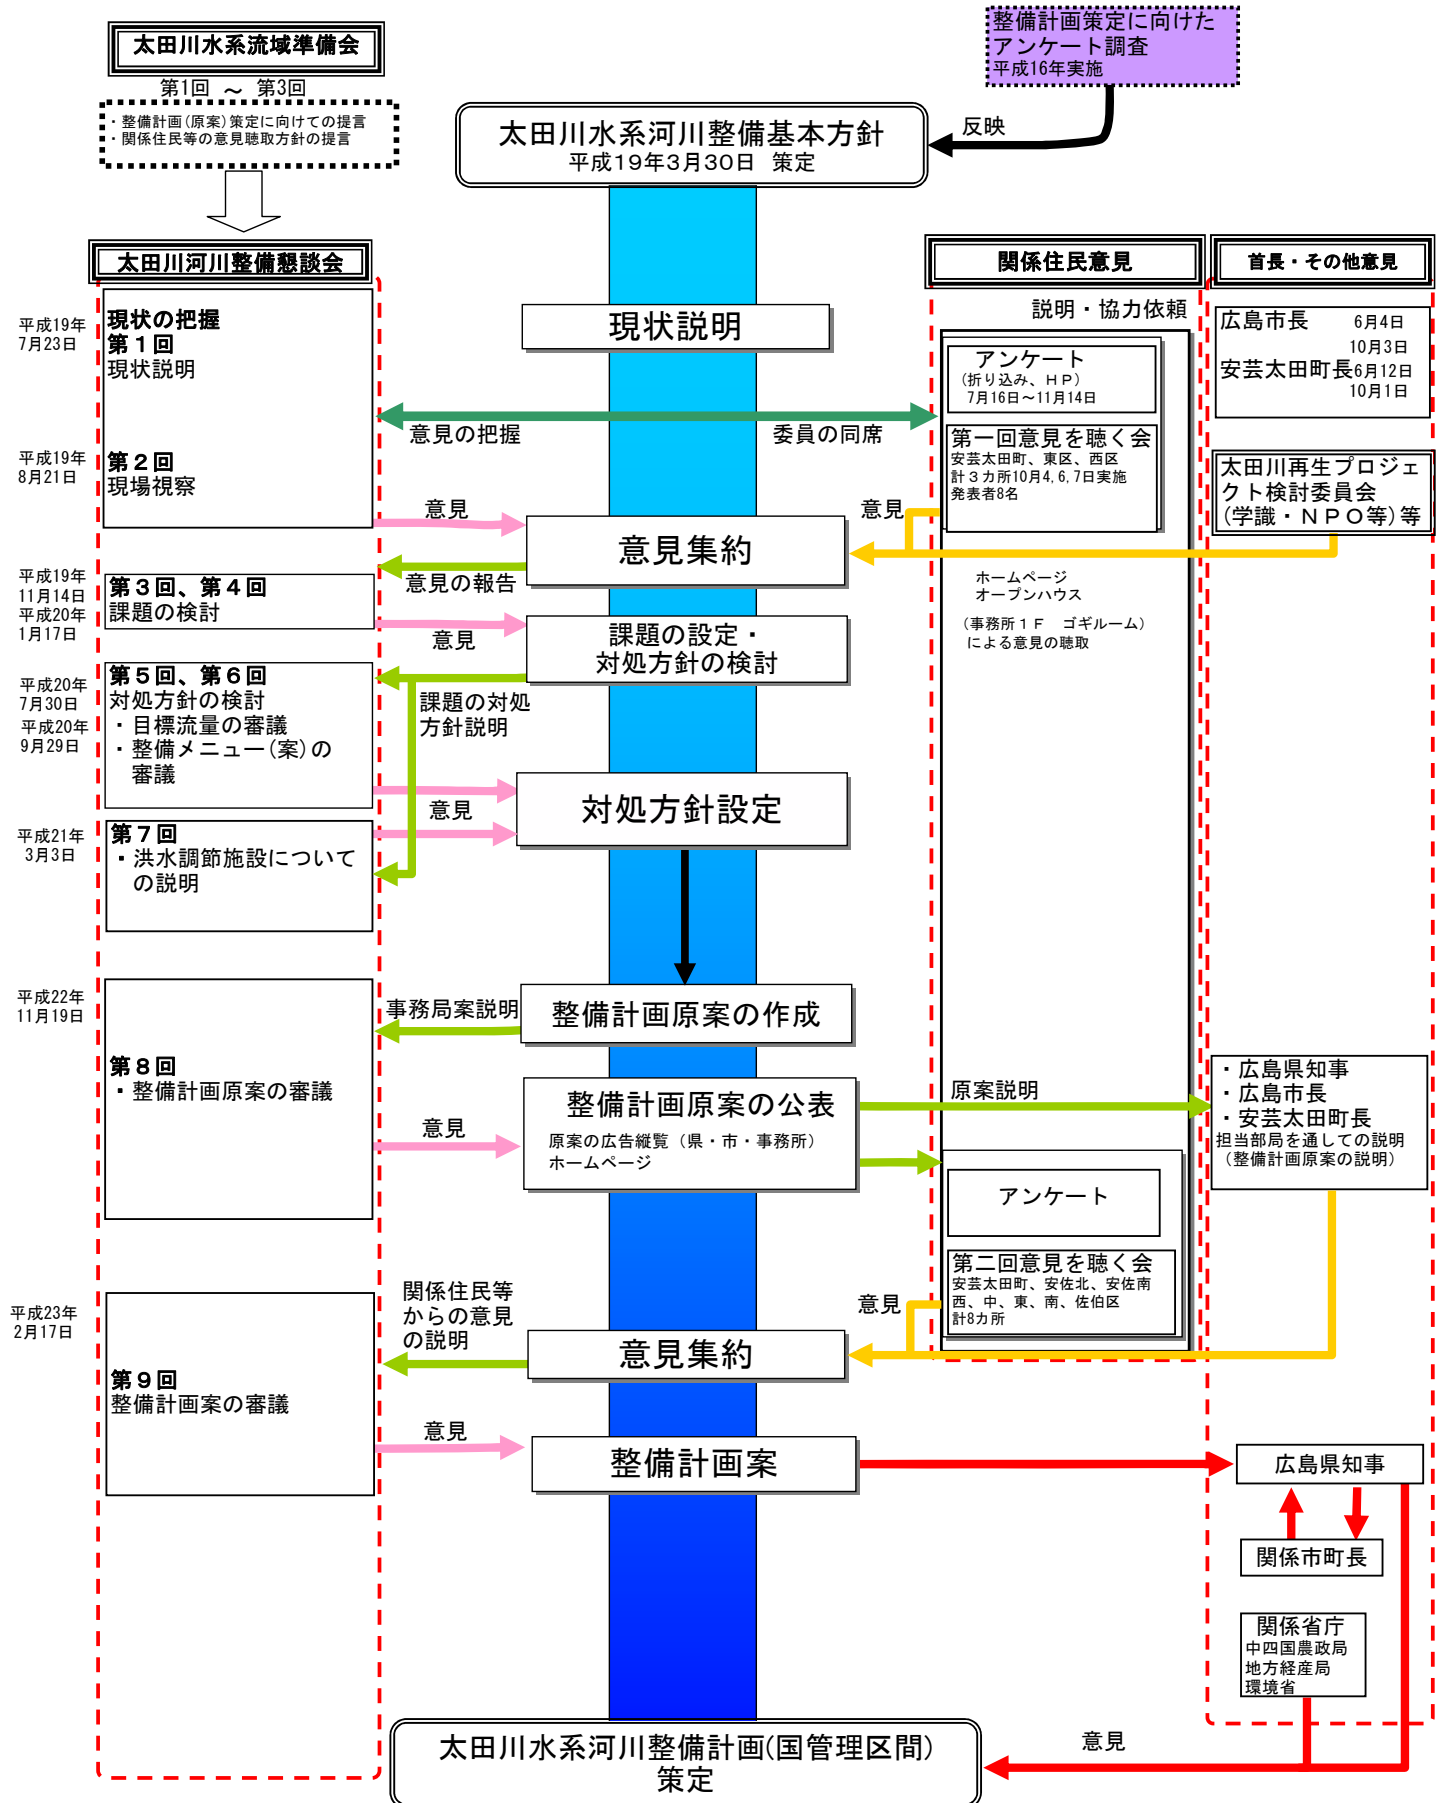 太田川水系流域準備会
第1回 ～ 第3回
・整備計画(原案)策定に向けての提言
・関係住民等の意見聴取方針の提言
整備計画策定に向けた
アンケート調査
平成16年実施
反映
太田川水系河川整備基本方針
平成19年3月30日 策定
太田川河川整備懇談会
関係住民意見
首長・その他意見
平成19年
7月23日
現状の把握
第１回
現状説明
平成19年
8月21日
第２回
現場視察
現状説明
説明・協力依頼
アンケート
(折り込み、ＨＰ)
7月16日～11月14日
広島市長 6月4日
10月3日
安芸太田町長6月12日
10月1日
意見の把握
委員の同席
第一回意見を聴く会
安芸太田町、東区、西区
計３カ所10月4,6,7日実施
発表者8名
太田川再生プロジェ
クト検討委員会
(学識・ＮＰＯ等)等
意見
意見
意見集約
意見の報告
平成19年
11月14日
平成20年
1月17日
第３回、第４回
課題の検討
意見
課題の設定・
対処方針の検討
ホームページ
オープンハウス
(事務所１Ｆ ゴギルーム)
による意見の聴取
平成20年
7月30日
平成20年
9月29日
第５回、第６回
対処方針の検討
・目標流量の審議
・整備メニュー(案)の
審議
課題の対処
方針説明
意見
対処方針設定
平成21年
3月3日
第７回
・洪水調節施設について
の説明
平成22年
11月19日
第８回
・整備計画原案の審議
事務局案説明
整備計画原案の作成
整備計画原案の公表
原案の広告縦覧（県・市・事務所）
ホームページ
意見
原案説明
・広島県知事
・広島市長
・安芸太田町長
担当部局を通しての説明
（整備計画原案の説明）
アンケート
第二回意見を聴く会
安芸太田町、安佐北、安佐南
西、中、東、南、佐伯区
計8カ所
意見
平成23年
2月17日
第９回
整備計画案の審議
関係住民等
からの意見
の説明
意見集約
意見
整備計画案
広島県知事
関係市町長
関係省庁
中四国農政局
地方経産局
環境省
意見
太田川水系河川整備計画(国管理区間)
策定